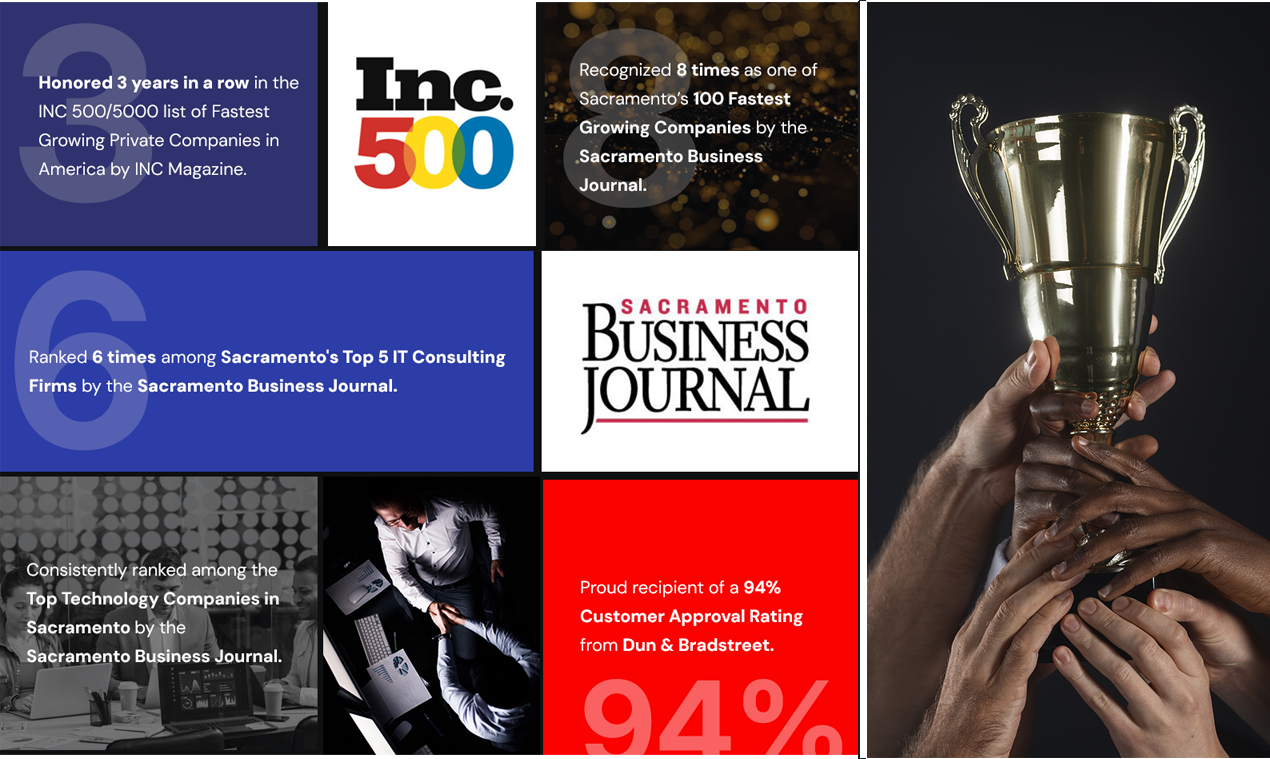 3
Honored 3 years in a row in the
INC 500/5000 list of Fastest
Growing Private Companies in
America by INC Magazine.
Inc.
500
8
Recognized 8 times as one of
Sacramento's 100 Fastest
Growing Companies by the
Sacramento Business
Journal.
6
Ranked 6 times among Sacramento's Top 5 IT Consulting
Firms by the Sacramento Business Journal.
SACRAMENTO
BUSINESS
JOURNAL
Consistently ranked among the
Top Technology Companies in
Sacramento by the
Sacramento Business Journal.
Proud recipient of a 94%
Customer Approval Rating
from Dun & Bradstreet.
94%